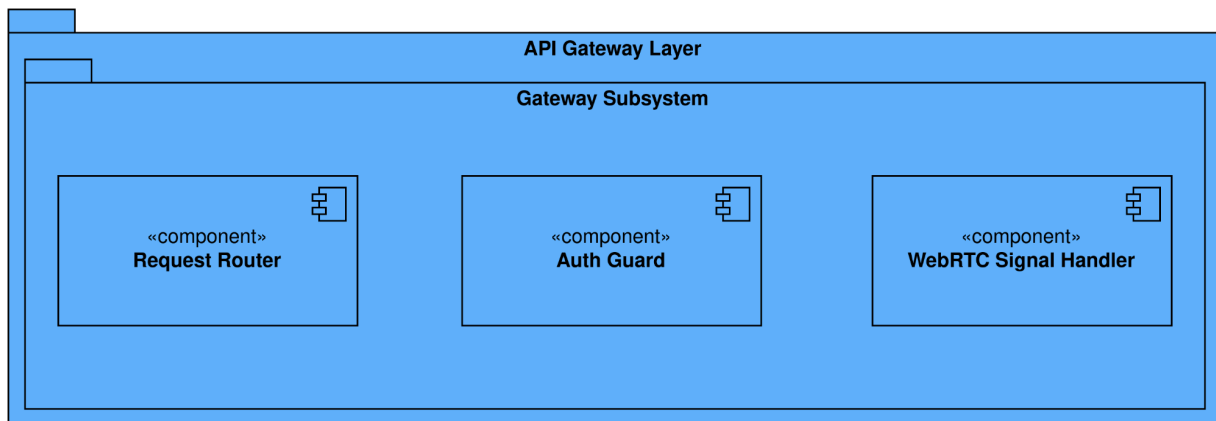 API Gateway Layer
Gateway Subsystem
«component»
Request Router
«component»
Auth Guard
«component»
WebRTC Signal Handler